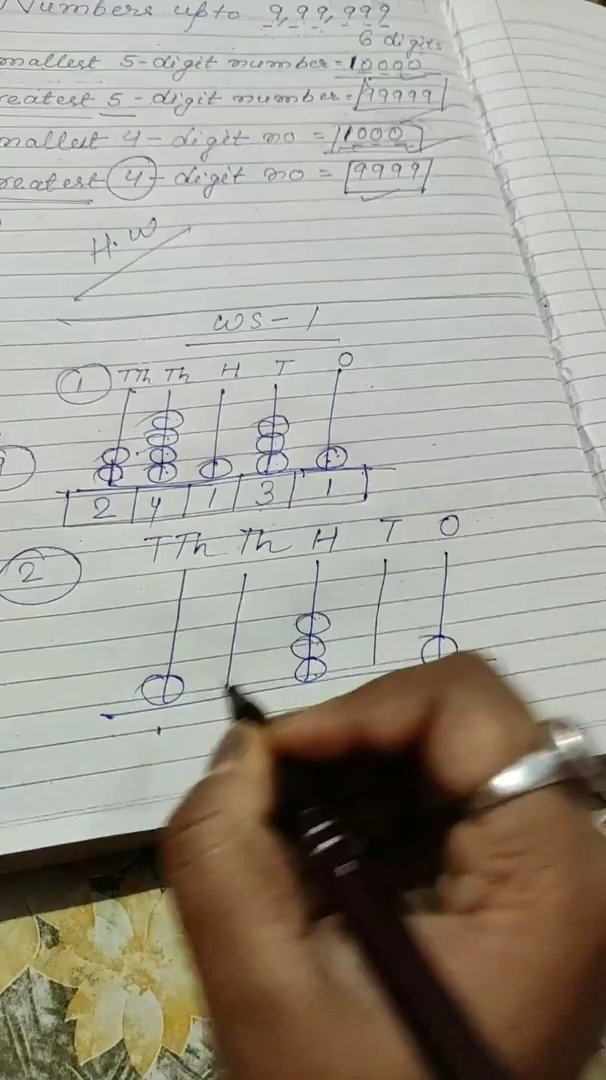 Numbers upto 9,99,999
6 digits
mallest 5-digit number = 10000
reatest 5-digit number = 99999
mallest 4-digit no = 1000
reatest 4-digit no = 9999
H.W
WS-1
1 TTh Th H T O
2 4 1 3 1
2 TTh Th H T O